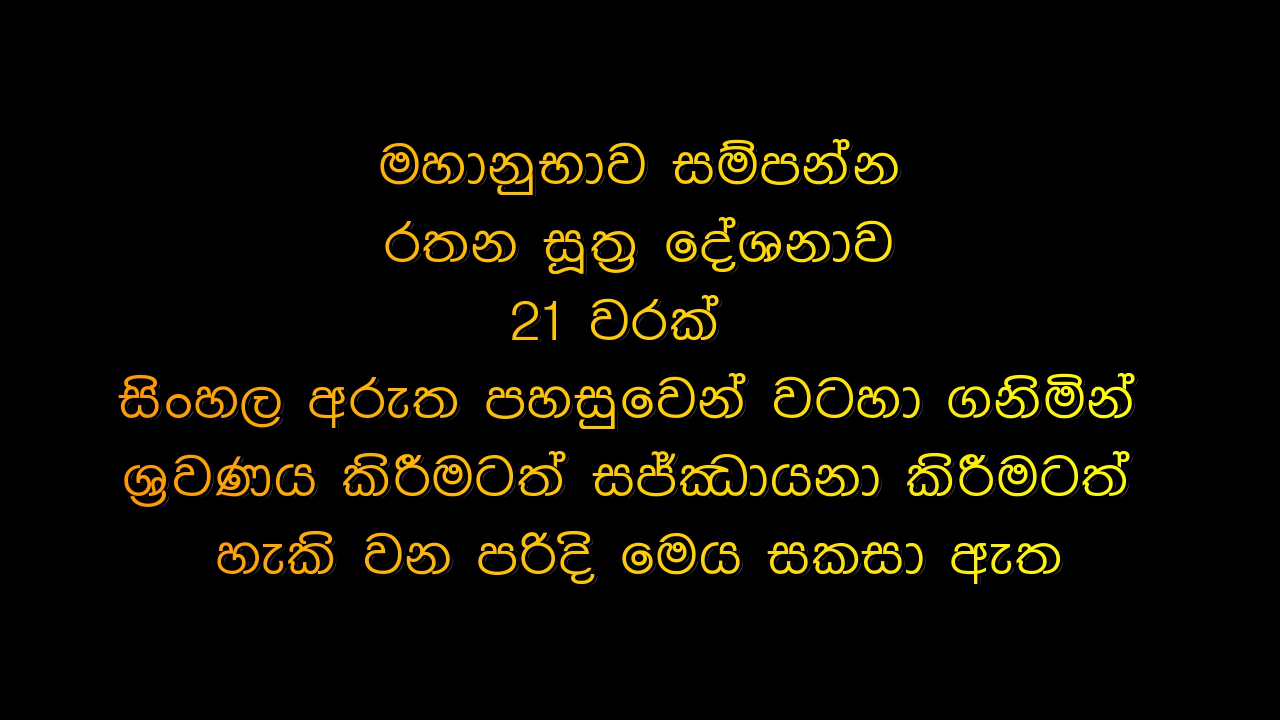 මහානුභාව සම්පන්න
රතන සූත්‍ර දේශනාව
21 වරක්
සිංහල අරුත පහසුවෙන් වටහා ගනිමින්
ශ්‍රවණය කිරීමටත් සජ්ඣායනා කිරීමටත්
හැකි වන පරිදි මෙය සකසා ඇත